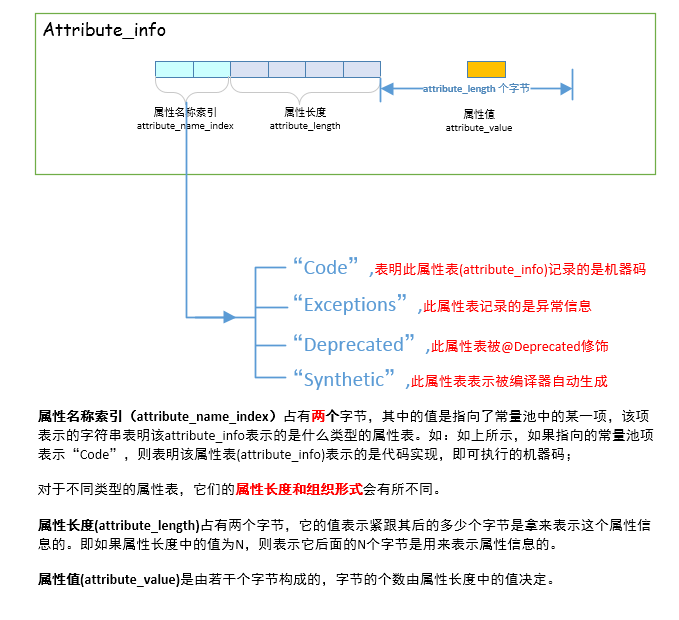 Attribute_info
attribute_length 个字节
属性名称索引
attribute_name_index
属性长度
attribute_length
属性值
attribute_value
“Code”,表明此属性表(attribute_info)记录的是机器码
“Exceptions”,此属性表记录的是异常信息
“Deprecated”,此属性表被@Deprecated修饰
“Synthetic”,此属性表表示被编译器自动生成
属性名称索引（attribute_name_index）占有两个字节，其中的值是指向了常量池中的某一项，该项
表示的字符串表明该attribute_info表示的是什么类型的属性表。如：如上所示，如果指向的常量池项
表示“Code”，则表明该属性表(attribute_info)表示的是代码实现，即可执行的机器码；
对于不同类型的属性表，它们的属性长度和组织形式会有所不同。
属性长度(attribute_length)占有两个字节，它的值表示紧跟其后的多少个字节是拿来表示这个属性信
息的。即如果属性长度中的值为N，则表示它后面的N个字节是用来表示属性信息的。
属性值(attribute_value)是由若干个字节构成的，字节的个数由属性长度中的值决定。